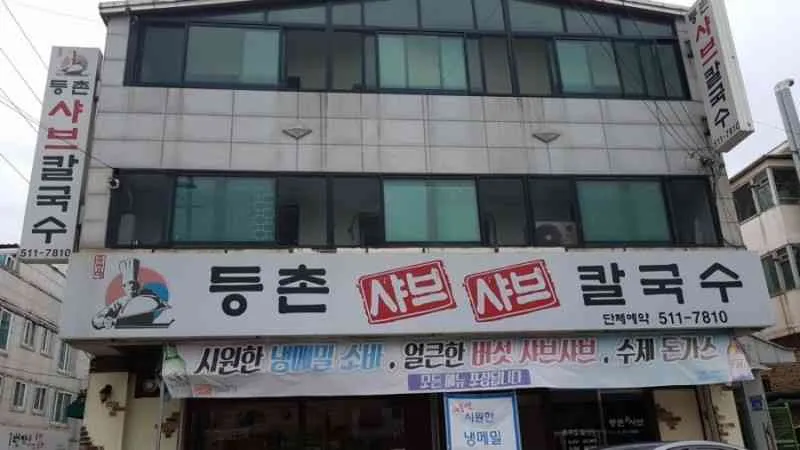 등촌
샤브
칼국수
511-7810
등촌
샤브
칼국수
511-7810
등촌 샤브 샤브 칼국수
단체예약 511-7810
시원한 냉메밀 소바 , 얼큰한 버섯 샤브샤브 , 수제 돈가스
모든 메뉴 포장됩니다
시원한
냉메밀